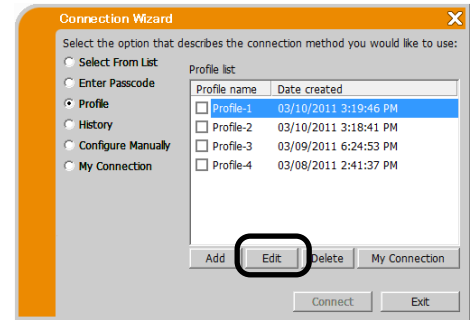 Connection Wizard
Select the option that describes the connection method you would like to use:
Select From List
Enter Passcode
Profile
History
Configure Manually
My Connection
Profile list
Profile name Date created
Profile-1 03/10/2011 3:19:46 PM
Profile-2 03/10/2011 3:18:41 PM
Profile-3 03/09/2011 6:24:53 PM
Profile-4 03/08/2011 2:41:37 PM
Add Edit Delete My Connection
Connect Exit